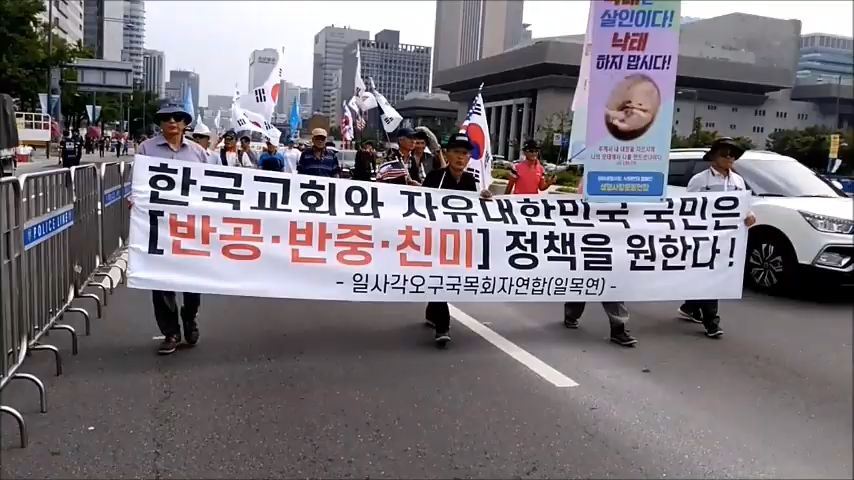 살인이다!
낙태
하지 맙시다!
한국교회와 자유대한민국 국민은
[반공·반중·친미] 정책을 원한다!
- 일사각오구국목회자연합(일목연) -
POLICE LINE